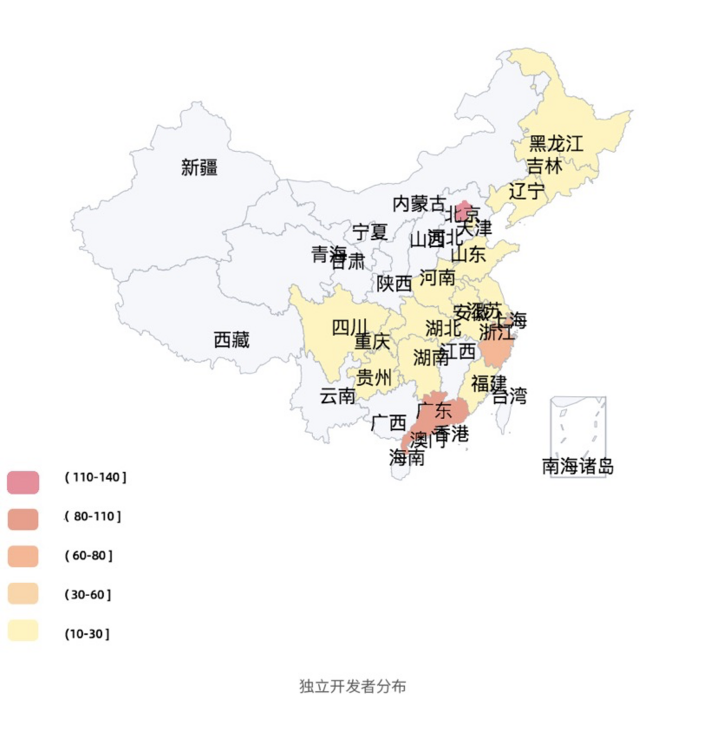 黑龙江
吉林
新疆
辽宁
内蒙古
北京
天津
宁夏
山西
河北
青海
甘肃
山东
陕西
河南
安徽
江苏
上海
四川
湖北
浙江
重庆
西藏
湖南
江西
贵州
福建
云南
台湾
广东
广西
香港
澳门
海南
南海诸岛
( 110-140 ]
( 80-110 ]
( 60-80 ]
(30-60 ]
(10-30 ]
独立开发者分布